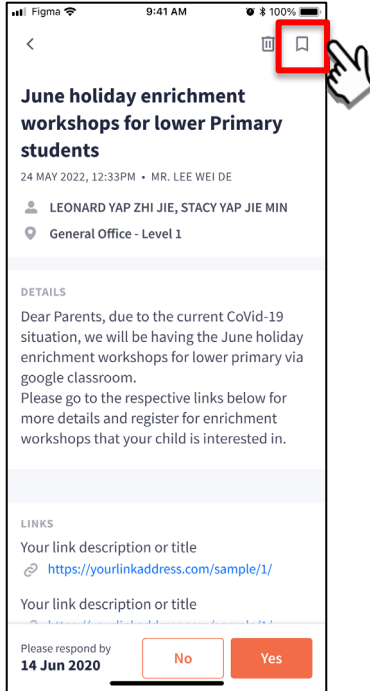 Figma 9:41 AM 100%
June holiday enrichment
workshops for lower Primary
students
24 MAY 2022, 12:33PM • MR. LEE WEI DE
LEONARD YAP ZHI JIE, STACY YAP JIE MIN
General Office - Level 1
DETAILS
Dear Parents, due to the current CoVid-19
situation, we will be having the June holiday
enrichment workshops for lower primary via
google classroom.
Please go to the respective links below for
more details and register for enrichment
workshops that your child is interested in.
LINKS
Your link description or title
https://yourlinkaddress.com/sample/1/
Your link description or title
Please respond by
14 Jun 2020
No
Yes